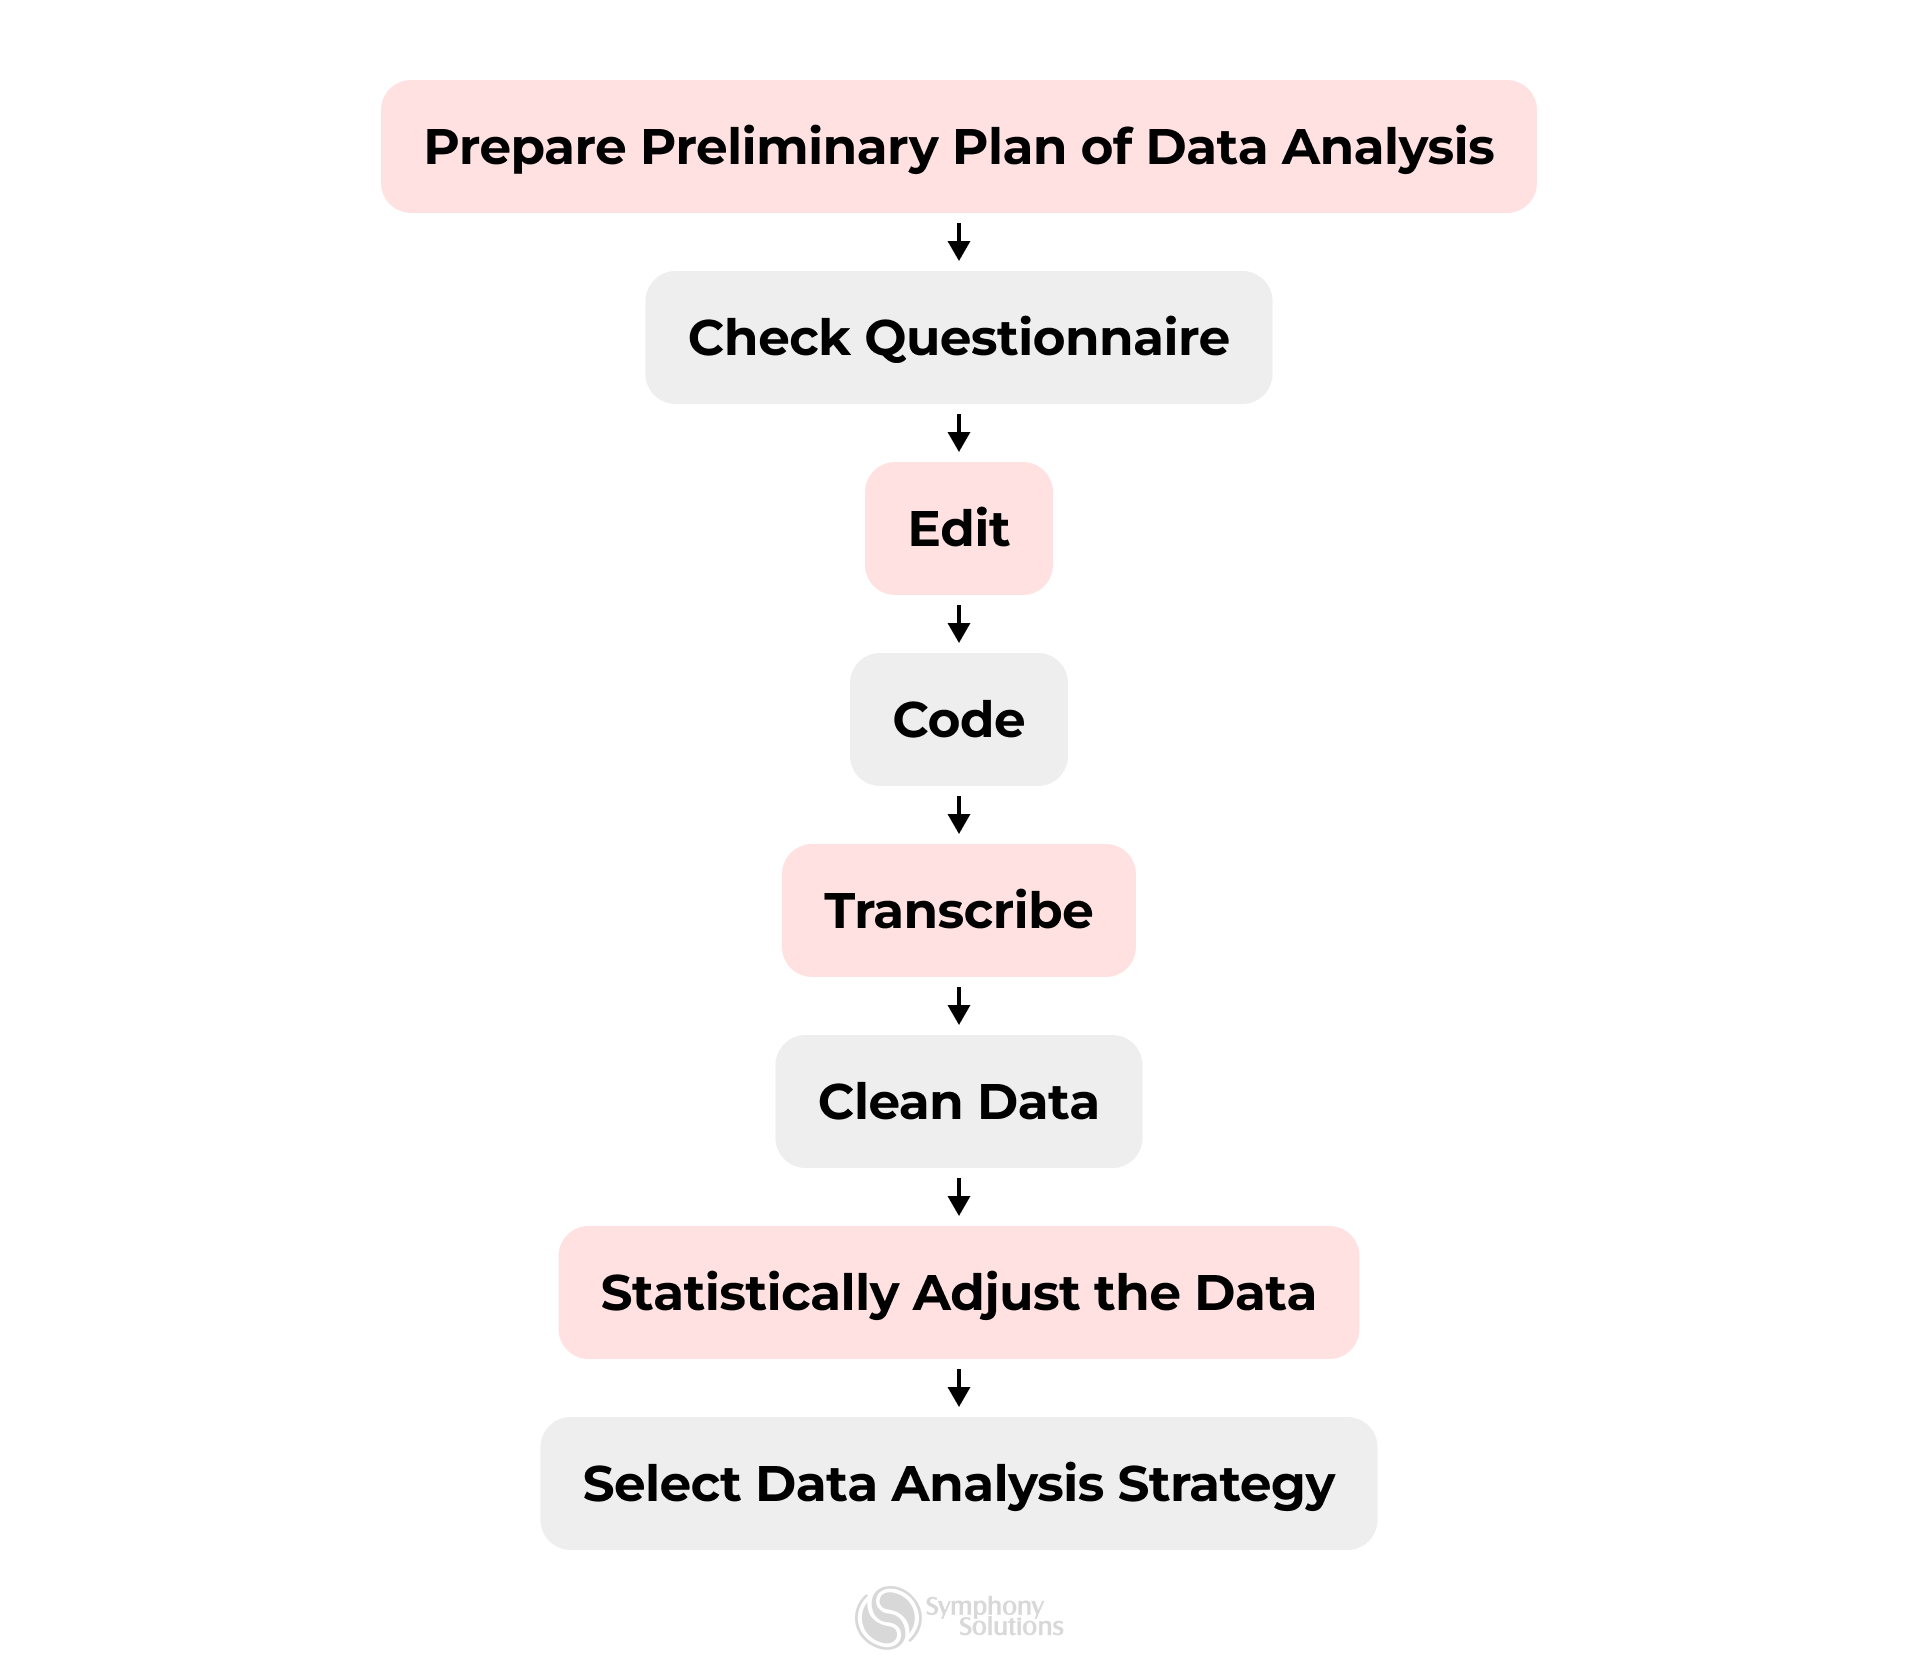 Prepare Preliminary Plan of Data Analysis
Check Questionnaire
Edit
Code
Transcribe
Clean Data
Statistically Adjust the Data
Select Data Analysis Strategy
Symphony
Solutions